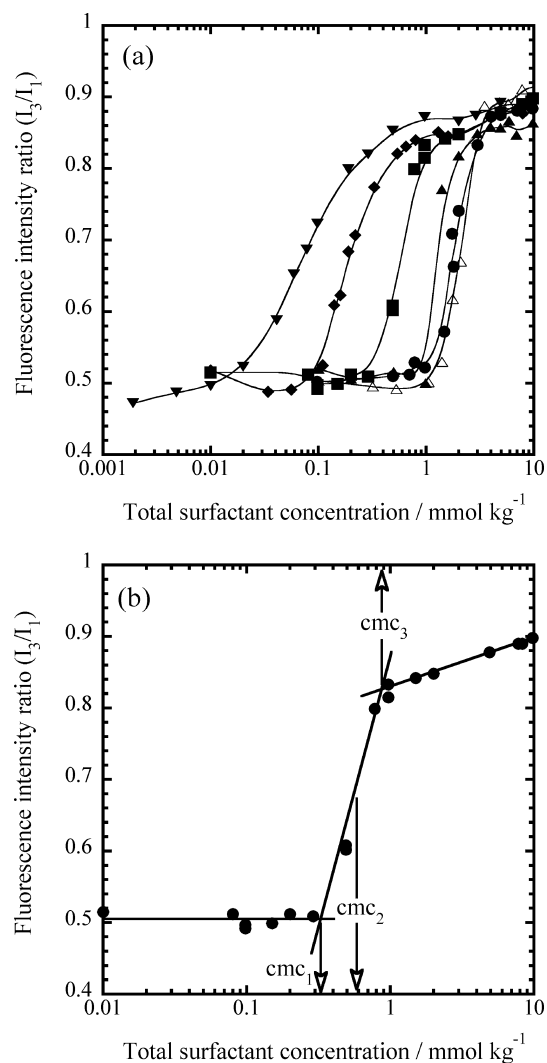 1
(a)
0.9
0.8
0.7
0.6
0.5
0.4
0.001
0.01
0.1
1
10
Fluorescence intensity ratio (I₃/I₁)
Total surfactant concentration / mmol kg⁻¹
1
(b)
cmc₃
0.9
0.8
0.7
0.6
0.5
cmc₂
cmc₁
0.4
0.01
0.1
1
10
Fluorescence intensity ratio (I₃/I₁)
Total surfactant concentration / mmol kg⁻¹